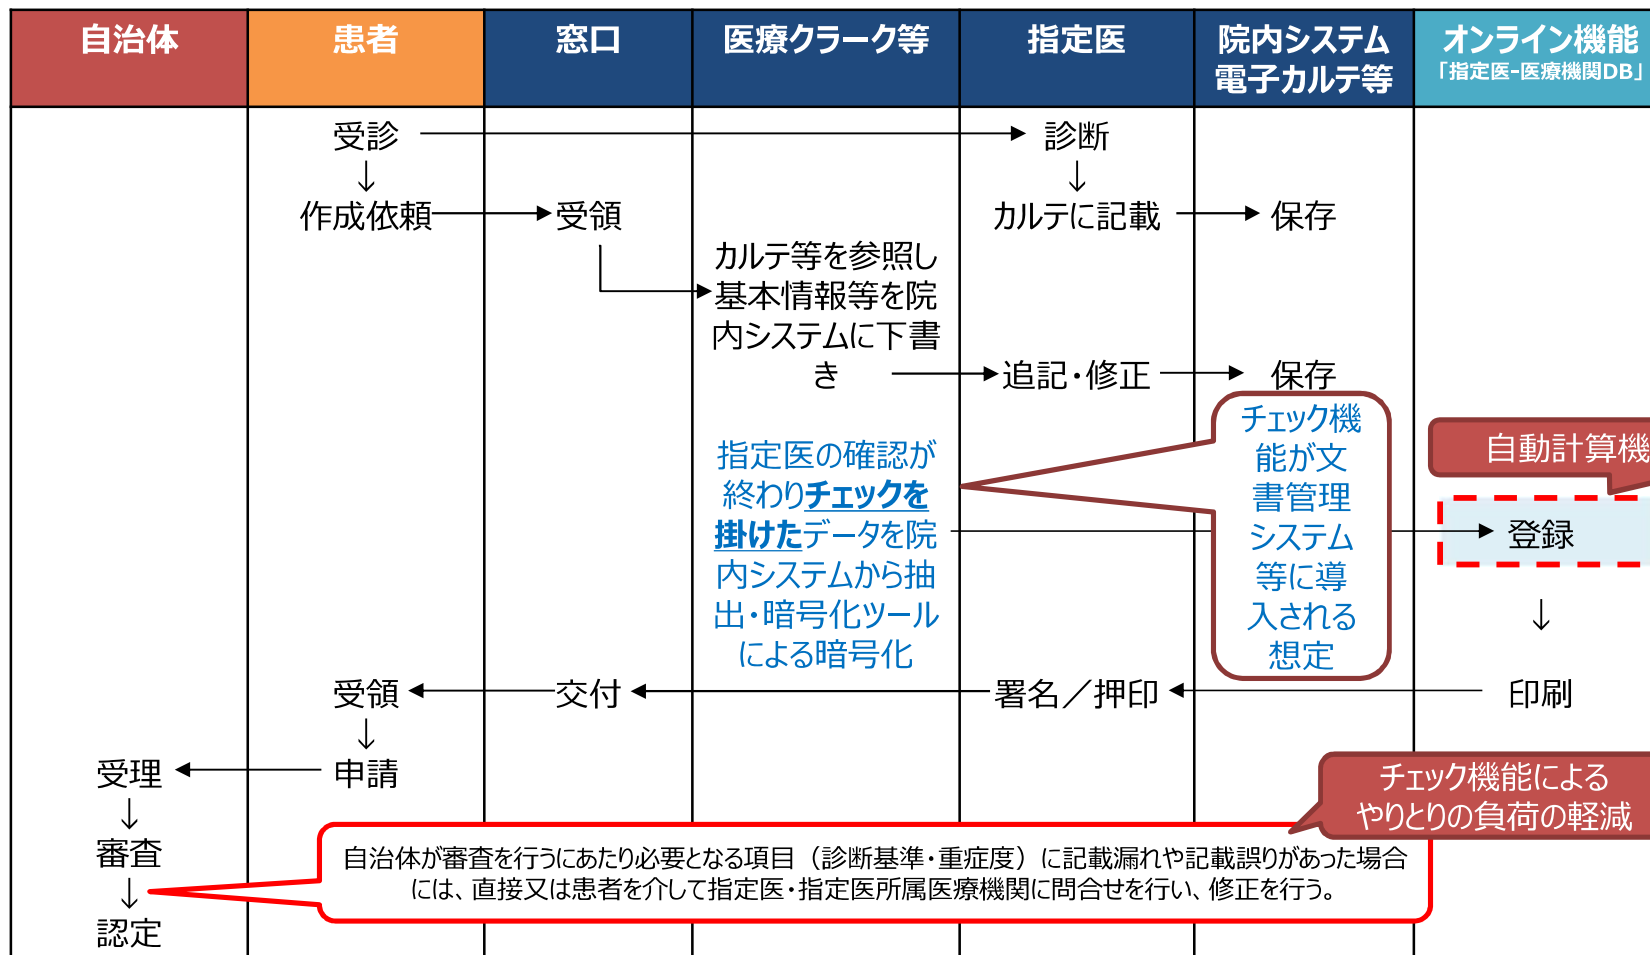 自治体
患者
窓口
医療クラーク等
指定医
院内システム
電子カルテ等
オンライン機能
「指定医-医療機関DB」
受診
診断
↓
↓
作成依頼
受領
カルテに記載
保存
カルテ等を参照し
基本情報等を院
内システムに下書
き
追記・修正
保存
指定医の確認が
終わりチェックを
掛けたデータを院
内システムから抽
出・暗号化ツール
による暗号化
チェック機
能が文
書管理
システム
等に導
入される
想定
自動計算機
登録
↓
受領
交付
署名／押印
印刷
↓
受理
申請
↓
審査
↓
認定
チェック機能による
やりとりの負荷の軽減
自治体が審査を行うにあたり必要となる項目（診断基準・重症度）に記載漏れや記載誤りがあった場合
には、直接又は患者を介して指定医・指定医所属医療機関に問合せを行い、修正を行う。